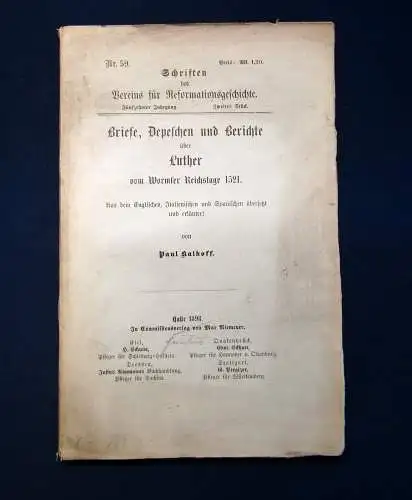 Nr. 59. Preis: Mk. 1,20.
Schriften
des
Vereins für Reformationsgeschichte.
Fünfzehnter Jahrgang. Zweites Stück.
Briefe, Depeschen und Berichte
über
Luther
vom Wormser Reichstage 1521.
Aus dem Englischen, Italienischen und Spanischen übersetzt
und erläutert
von
Paul Kalkoff.
Halle 1898.
In Commissionsverlag von Max Niemeyer.
Kiel, Quakenbrück,
H. Eckardt, Edm. Eckhart,
Pfleger für Schleswig-Holstein. Pfleger für Hannover u. Oldenburg.
Dresden, Stuttgart,
Justus Naumanns Buchhandlung, G. Pregizer,
Pfleger für Sachsen. Pfleger für Württemberg.